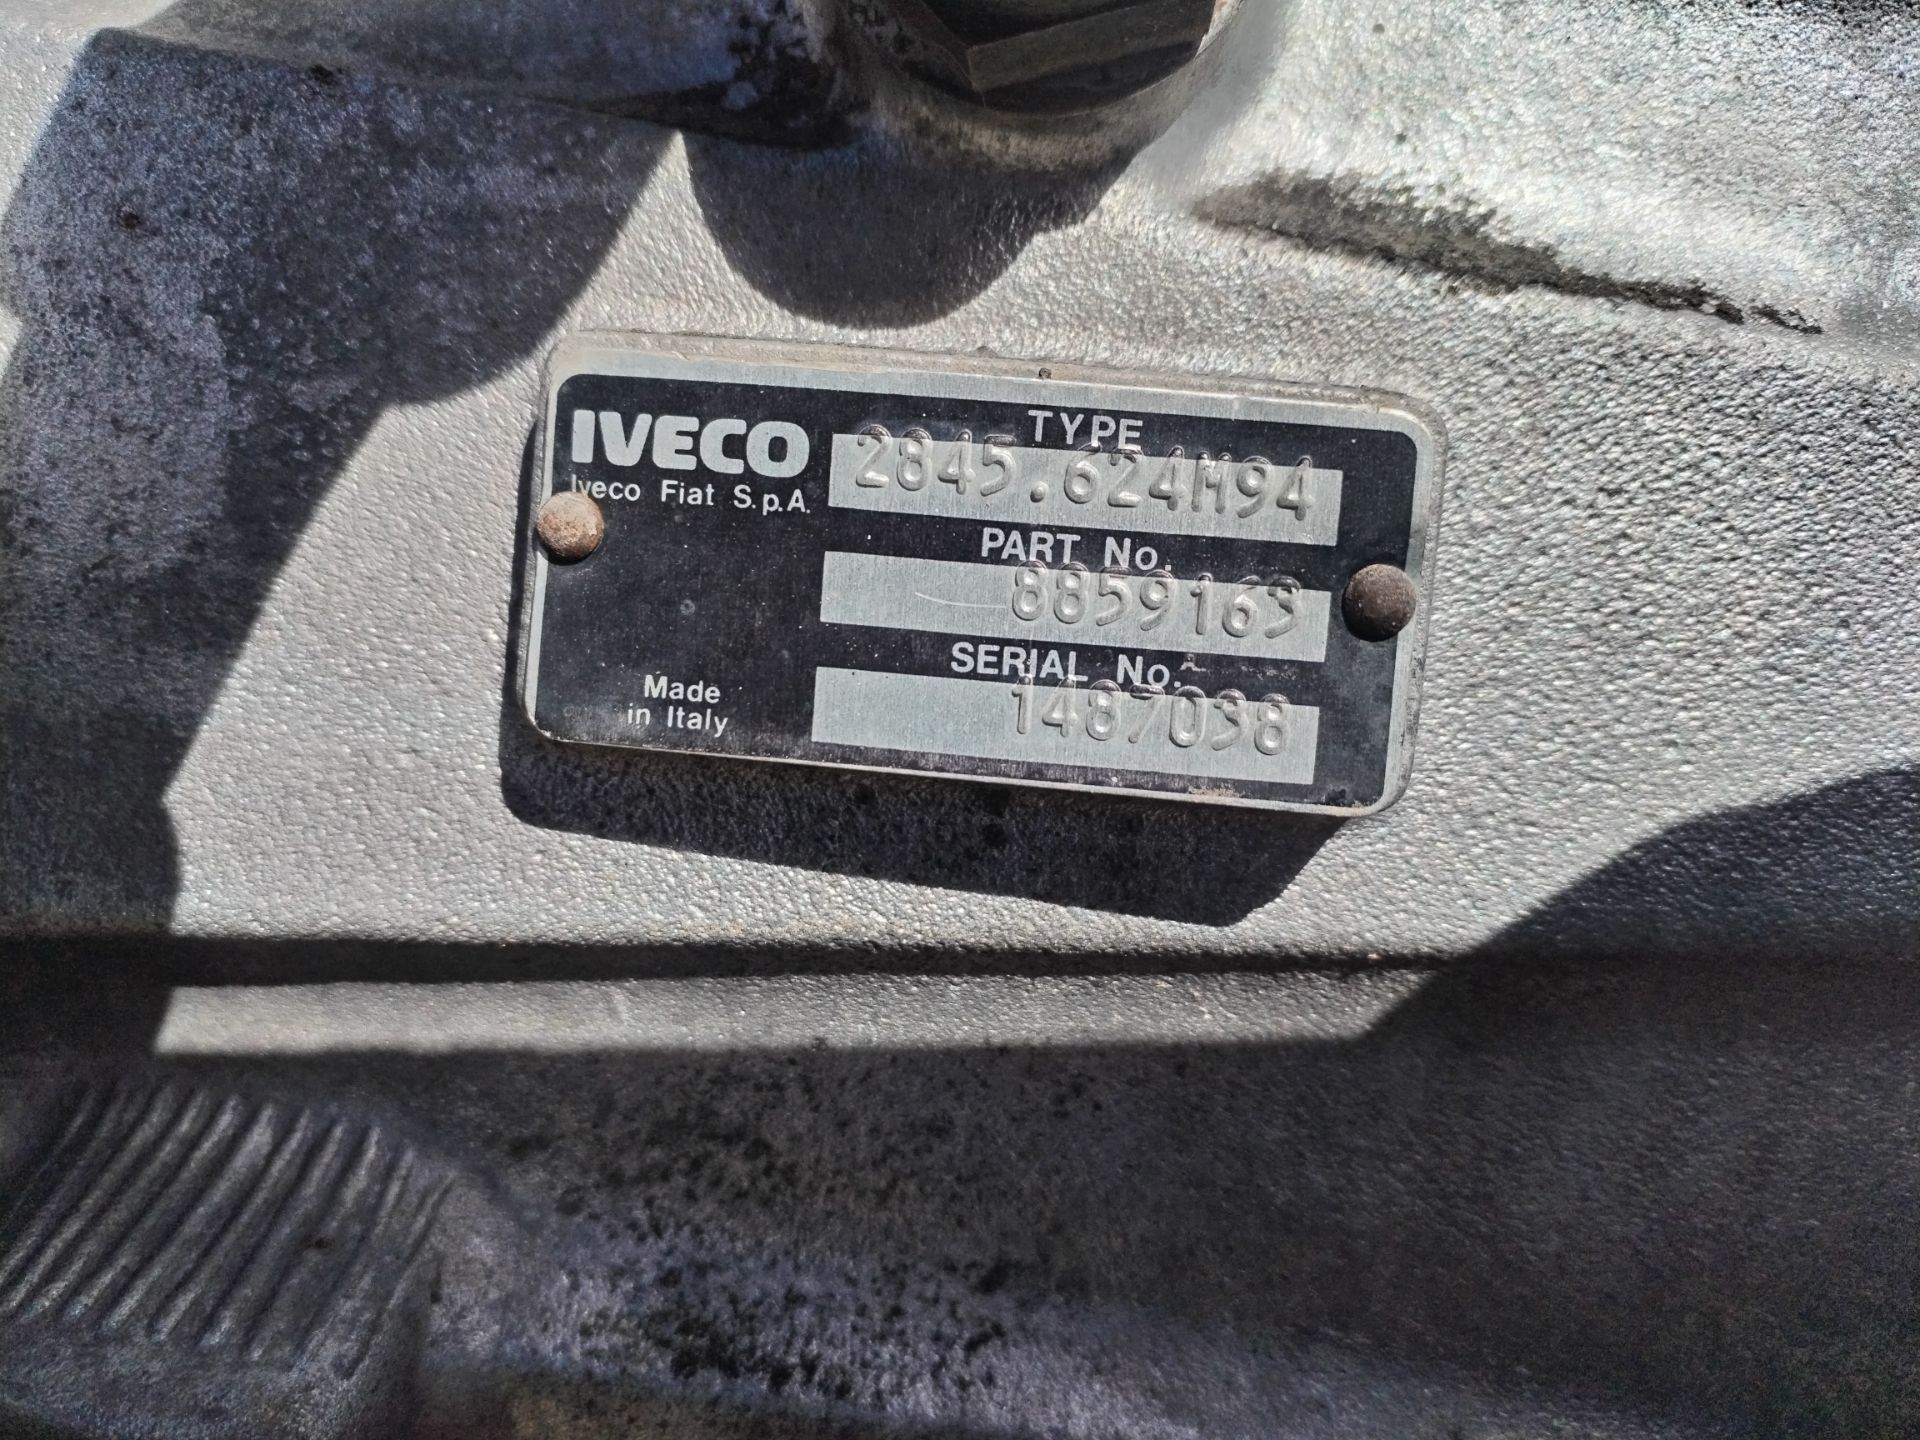 IVECO
Iveco Fiat S.p.A.
TYPE
2845.624M94
PART No.
8859163
SERIAL No.
1487038
Made
in Italy